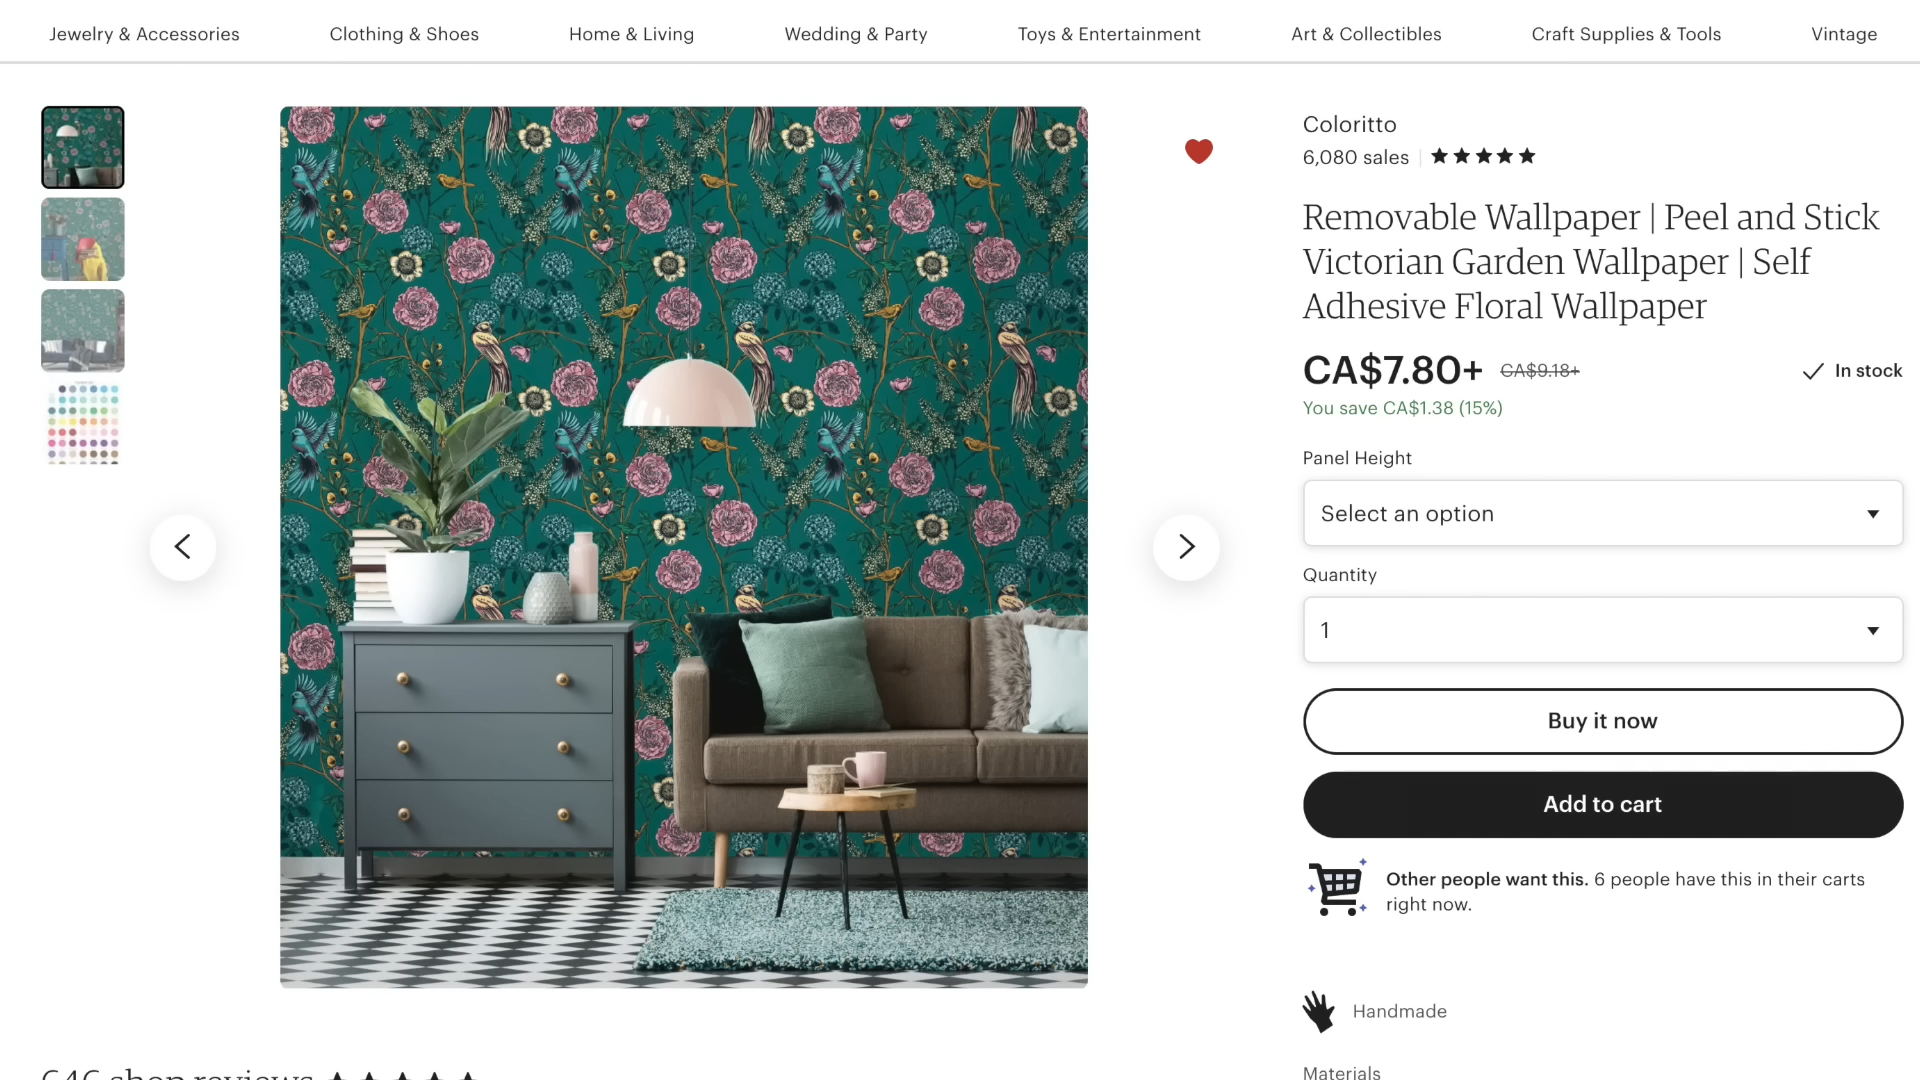 Jewelry & Accessories
Clothing & Shoes
Home & Living
Wedding & Party
Toys & Entertainment
Art & Collectibles
Craft Supplies & Tools
Vintage
Coloritto
6,080 sales
Removable Wallpaper | Peel and Stick
Victorian Garden Wallpaper | Self
Adhesive Floral Wallpaper
CA$7.80+ CA$9.18+
In stock
You save CA$1.38 (15%)
Panel Height
Select an option
Quantity
1
Buy it now
Add to cart
Other people want this. 6 people have this in their carts
right now.
Handmade
shop reviews
Materials